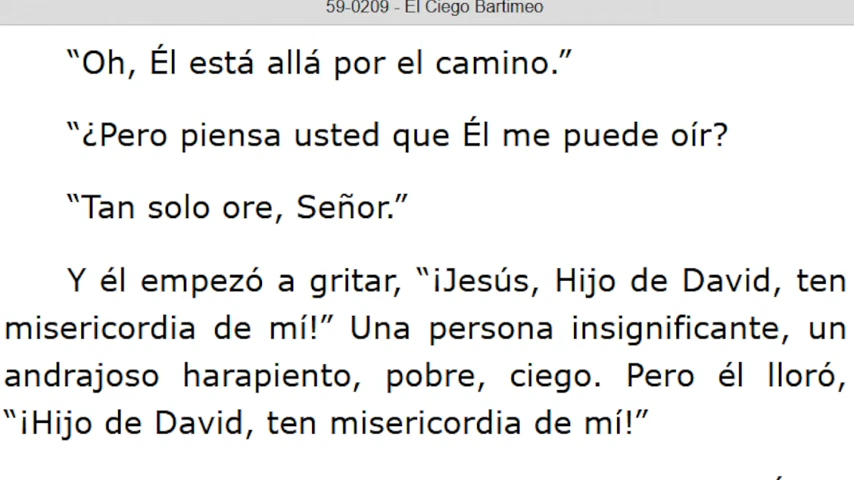 59-0209 - El Ciego Bartimeo
“Oh, Él está allá por el camino.”
“¿Pero piensa usted que Él me puede oír?
“Tan solo ore, Señor.”
Y él empezó a gritar, “¡Jesús, Hijo de David, ten
misericordia de mí!” Una persona insignificante, un
andrajoso harapiento, pobre, ciego. Pero él lloró,
“¡Hijo de David, ten misericordia de mí!”